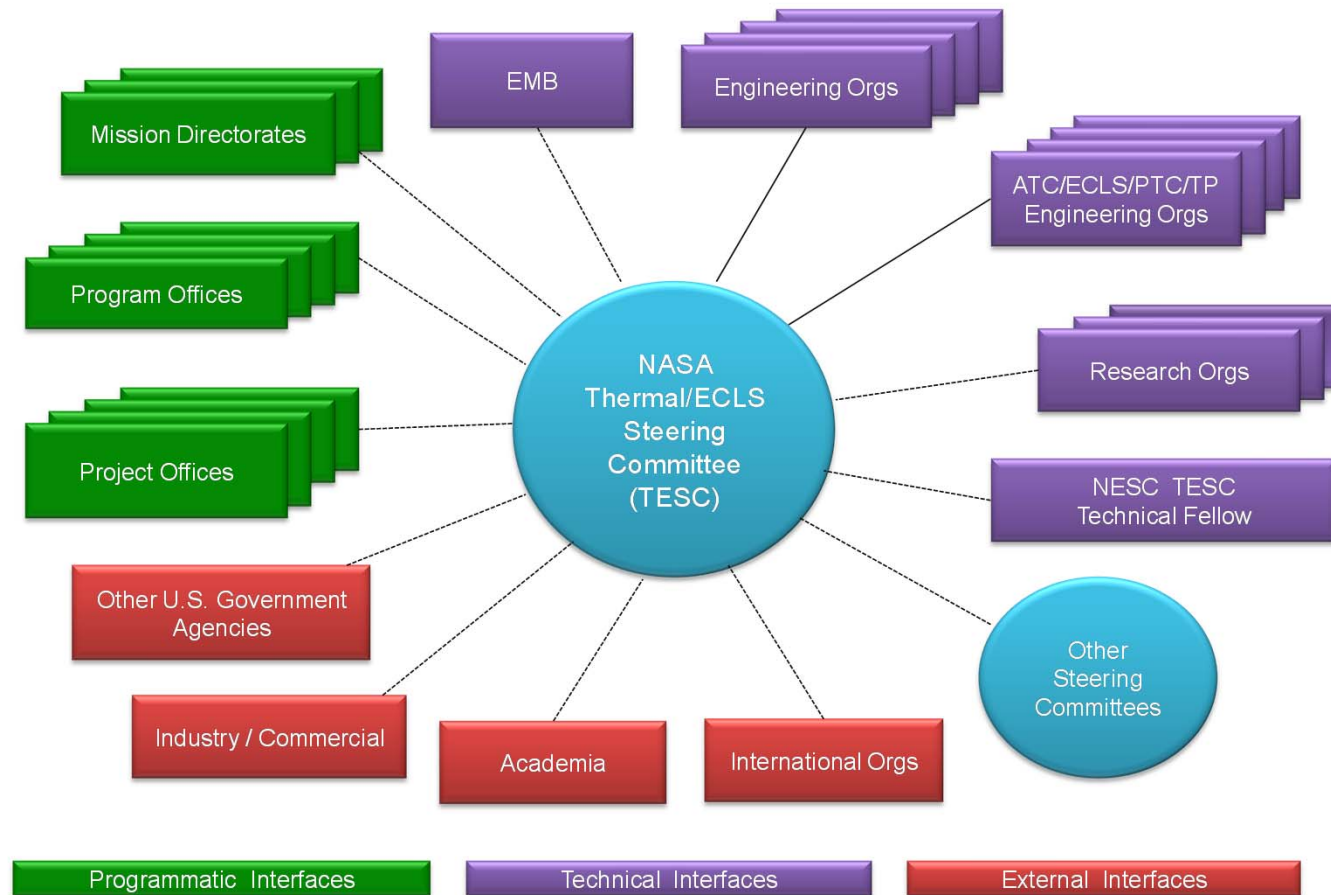 EMB
Engineering Orgs
Mission Directorates
ATC/ECLS/PTC/TP
Engineering Orgs
Program Offices
NASA
Thermal/ECLS
Steering
Committee
(TESC)
Research Orgs
Project Offices
NESC TESC
Technical Fellow
Other U.S. Government
Agencies
Other
Steering
Committees
Industry / Commercial
Academia
International Orgs
Programmatic Interfaces
Technical Interfaces
External Interfaces